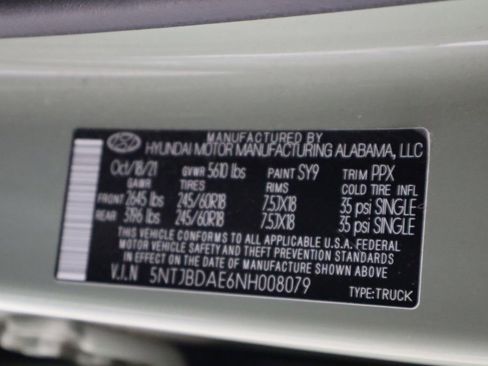 MANUFACTURED BY
HYUNDAI MOTOR MANUFACTURING ALABAMA, LLC
Oct/18/21 GVWR 5610 lbs PAINT SY9 TRIM PPX
GAWR TIRES RIMS COLD TIRE INFL
FRONT 2645 lbs 245/60R18 7.5JX18 35 psi SINGLE
REAR 3196 lbs 245/60R18 7.5JX18 35 psi SINGLE
THIS VEHICLE CONFORMS TO ALL APPLICABLE U.S.A. FEDERAL
MOTOR VEHICLE SAFETY AND THEFT PREVENTION STANDARDS
IN EFFECT ON THE DATE OF MANUFACTURE SHOWN ABOVE.
V.I.N 5NTJBDAE6NH008079
TYPE:TRUCK